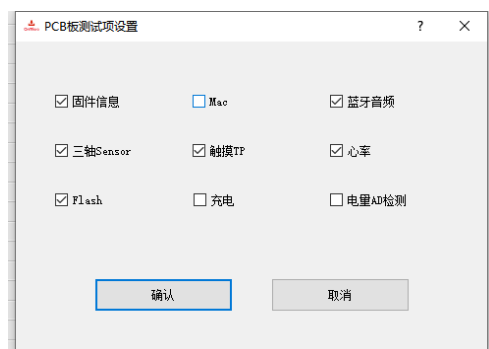 PCB板测试项设置
固件信息 Mac 蓝牙音频
三轴Sensor 触摸TP 心率
Flash 充电 电量AD检测
确认 取消